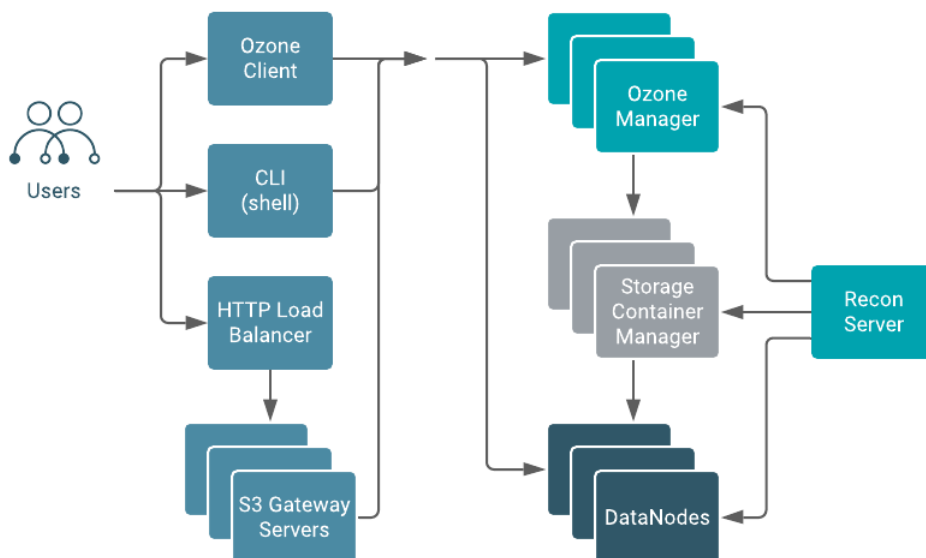 Ozone
Client
Users
CLI
(shell)
HTTP Load
Balancer
S3 Gateway
Servers
Ozone
Manager
Storage
Container
Manager
DataNodes
Recon
Server